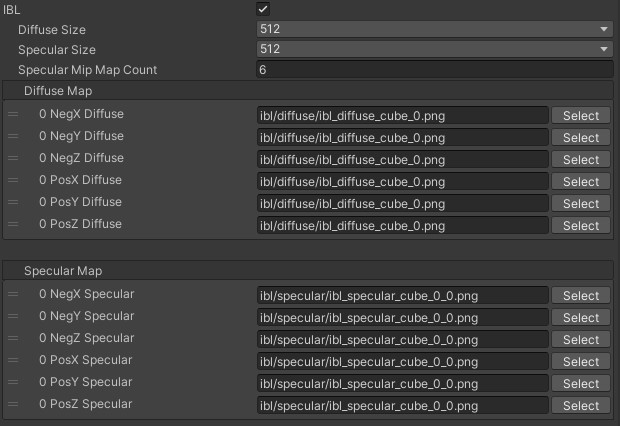 IBL
Diffuse Size 512
Specular Size 512
Specular Mip Map Count 6
Diffuse Map
0 NegX Diffuse ibl/diffuse/ibl_diffuse_cube_0.png Select
0 NegY Diffuse ibl/diffuse/ibl_diffuse_cube_0.png Select
0 NegZ Diffuse ibl/diffuse/ibl_diffuse_cube_0.png Select
0 PosX Diffuse ibl/diffuse/ibl_diffuse_cube_0.png Select
0 PosY Diffuse ibl/diffuse/ibl_diffuse_cube_0.png Select
0 PosZ Diffuse ibl/diffuse/ibl_diffuse_cube_0.png Select
Specular Map
0 NegX Specular ibl/specular/ibl_specular_cube_0_0.png Select
0 NegY Specular ibl/specular/ibl_specular_cube_0_0.png Select
0 NegZ Specular ibl/specular/ibl_specular_cube_0_0.png Select
0 PosX Specular ibl/specular/ibl_specular_cube_0_0.png Select
0 PosY Specular ibl/specular/ibl_specular_cube_0_0.png Select
0 PosZ Specular ibl/specular/ibl_specular_cube_0_0.png Select